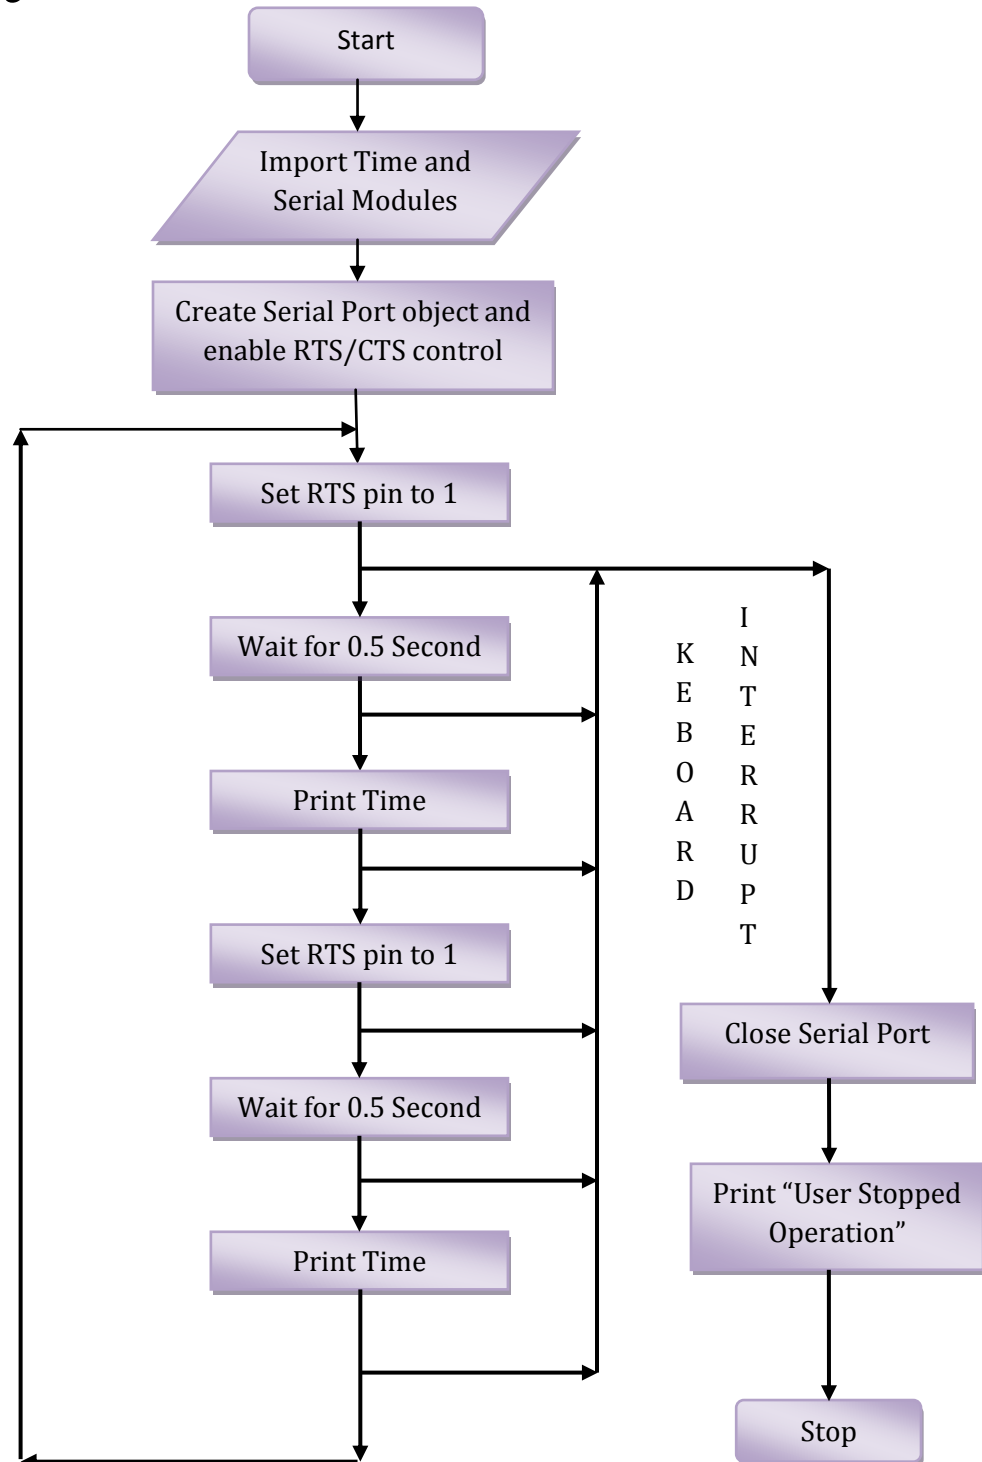 Start
Import Time and
Serial Modules
Create Serial Port object and
enable RTS/CTS control
Set RTS pin to 1
Wait for 0.5 Second
Print Time
Set RTS pin to 1
Wait for 0.5 Second
Print Time
K
E
B
O
A
R
D
I
N
T
E
R
R
U
P
T
Close Serial Port
Print “User Stopped
Operation”
Stop